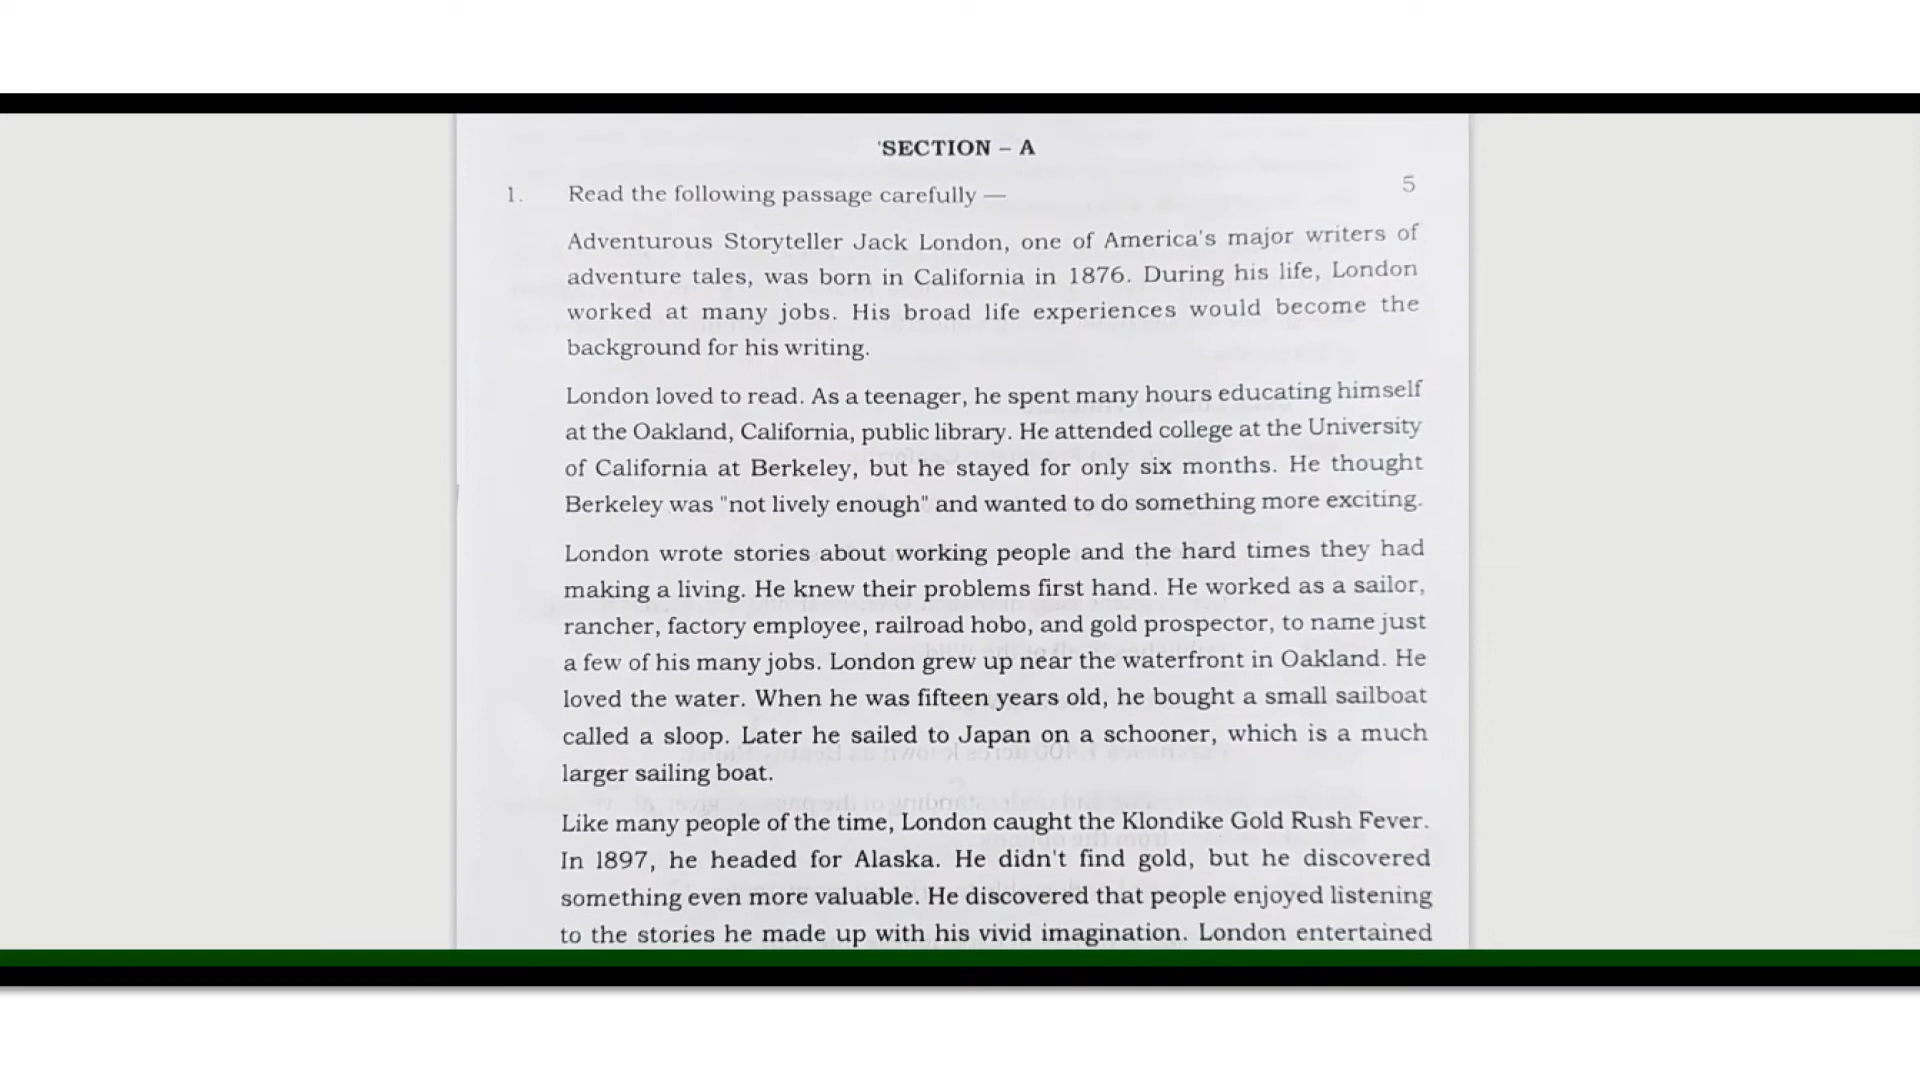 'SECTION – A
1. Read the following passage carefully — 5
Adventurous Storyteller Jack London, one of America's major writers of
adventure tales, was born in California in 1876. During his life, London
worked at many jobs. His broad life experiences would become the
background for his writing.
London loved to read. As a teenager, he spent many hours educating himself
at the Oakland, California, public library. He attended college at the University
of California at Berkeley, but he stayed for only six months. He thought
Berkeley was "not lively enough" and wanted to do something more exciting.
London wrote stories about working people and the hard times they had
making a living. He knew their problems first hand. He worked as a sailor,
rancher, factory employee, railroad hobo, and gold prospector, to name just
a few of his many jobs. London grew up near the waterfront in Oakland. He
loved the water. When he was fifteen years old, he bought a small sailboat
called a sloop. Later he sailed to Japan on a schooner, which is a much
larger sailing boat.
Like many people of the time, London caught the Klondike Gold Rush Fever.
In 1897, he headed for Alaska. He didn't find gold, but he discovered
something even more valuable. He discovered that people enjoyed listening
to the stories he made up with his vivid imagination. London entertained